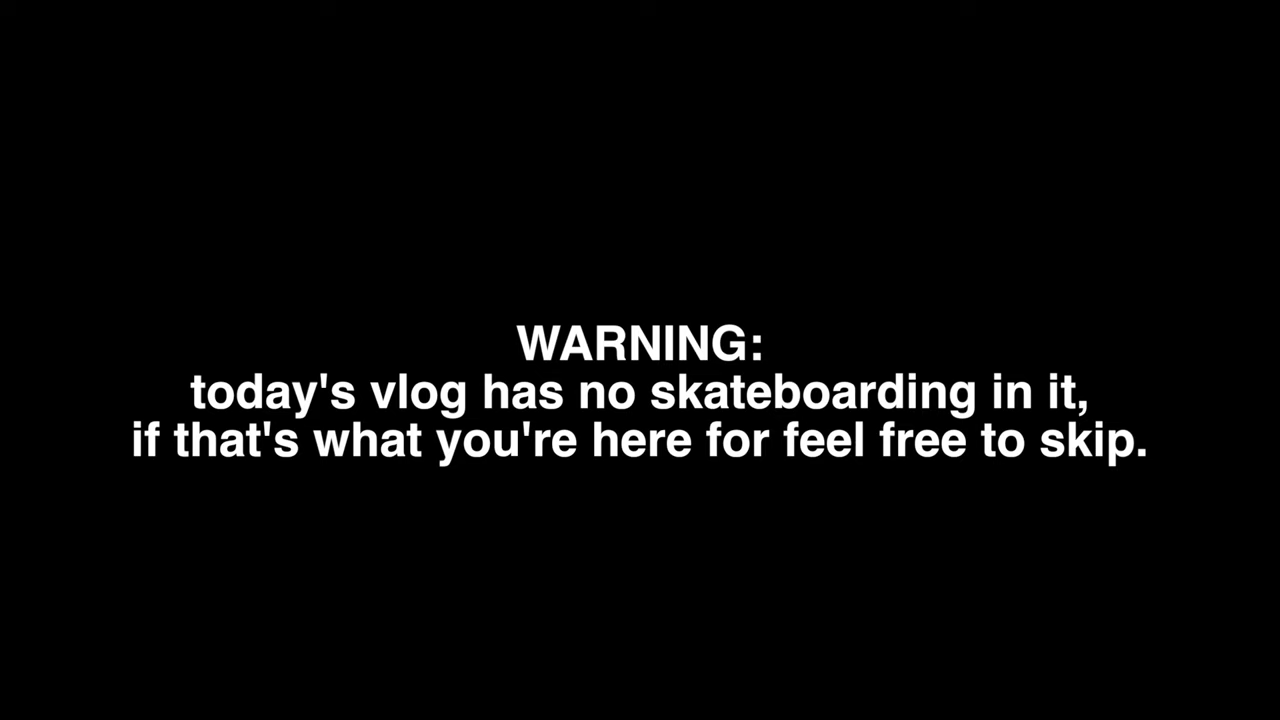 WARNING:
today's vlog has no skateboarding in it,
if that's what you're here for feel free to skip.